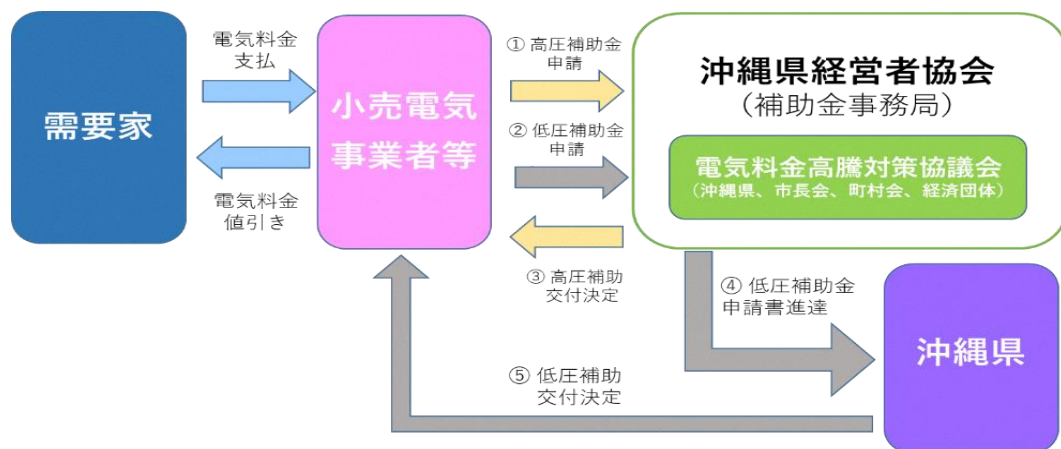 需要家
電気料金
支払
電気料金
値引き
小売電気
事業者等
① 高圧補助金
申請
② 低圧補助金
申請
③ 高圧補助
交付決定
沖縄県経営者協会
（補助金事務局）
電気料金高騰対策協議会
（沖縄県、市長会、町村会、経済団体）
④ 低圧補助金
申請書進達
沖縄県
⑤ 低圧補助
交付決定